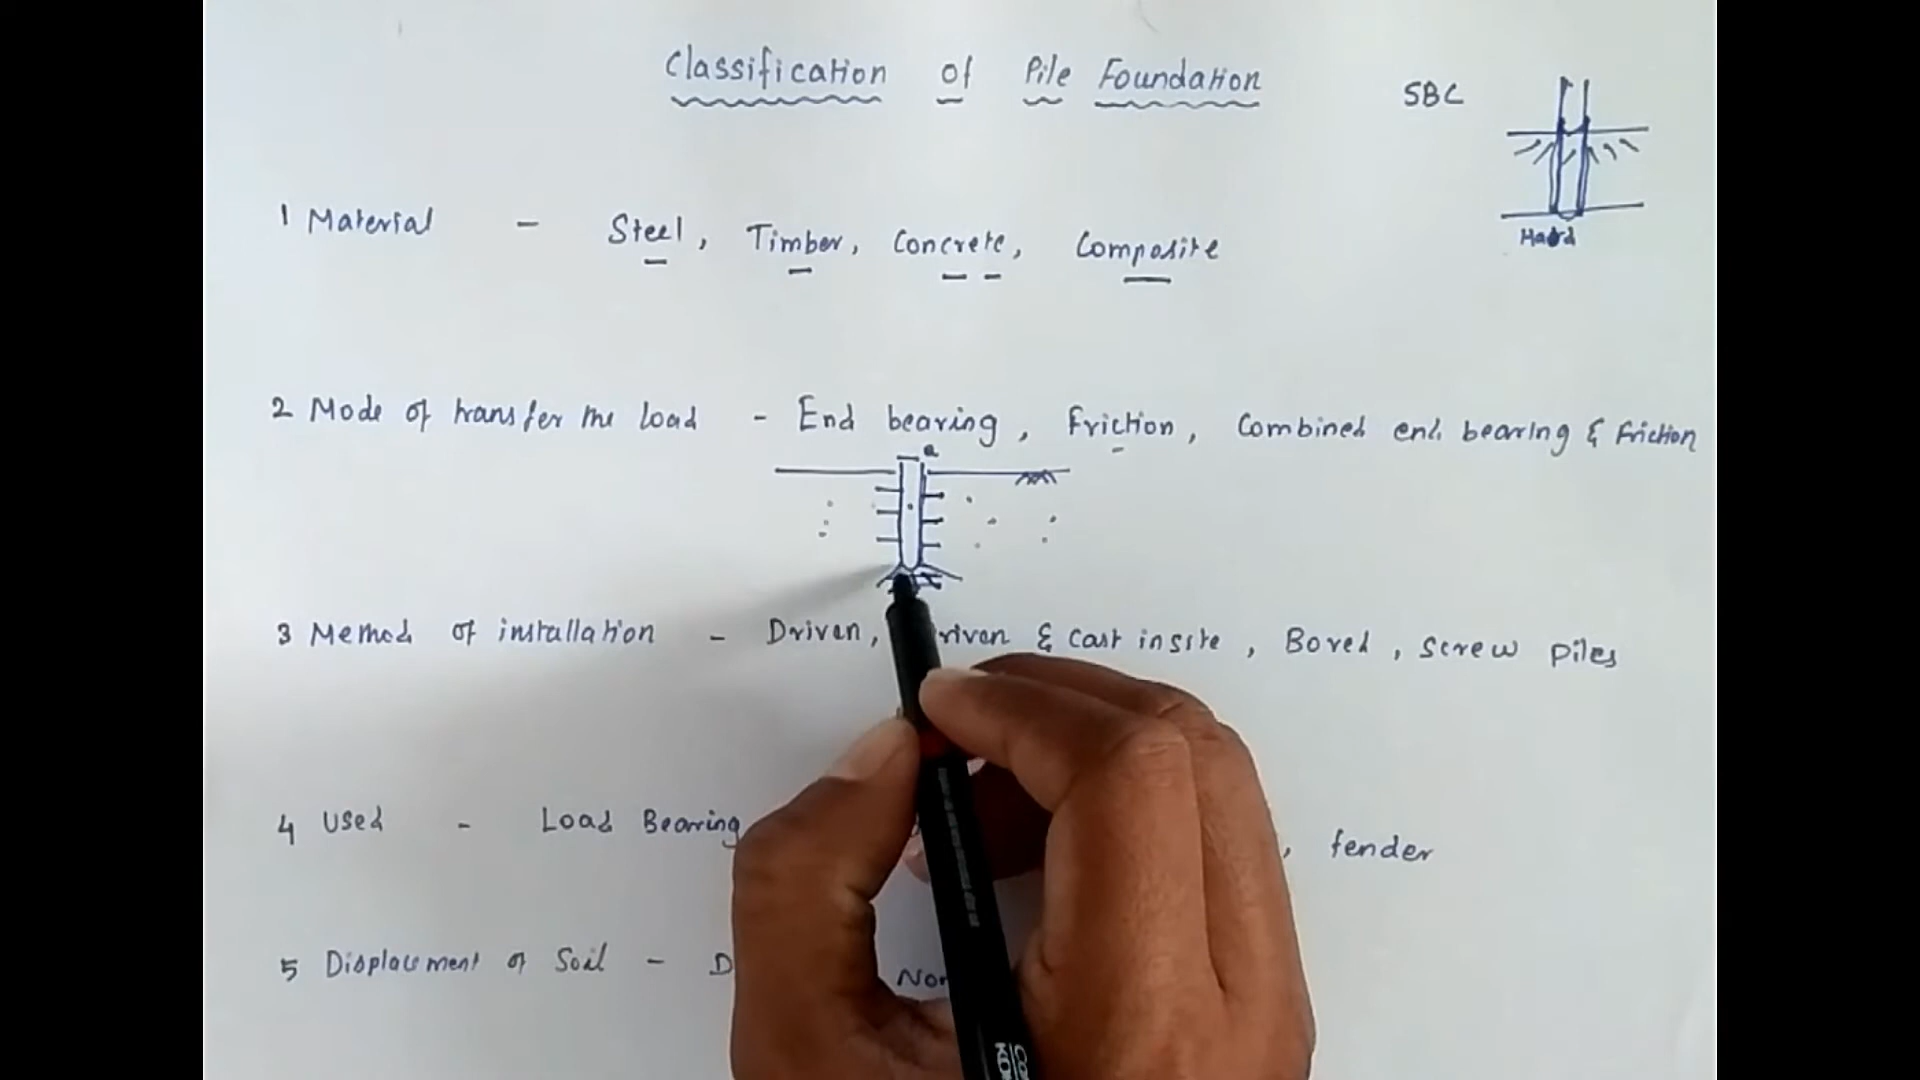 Classification of Pile Foundation
SBC
Hard
1 Material - Steel, Timber, Concrete, Composite
2 Mode of transfer the load - End bearing, Friction, Combined end bearing & Friction
a
3 Method of installation - Driven, riven & Cast insite, Bored, Screw Piles
4 Used - Load Bearing , fender
5 Displacement of Soil - D Non